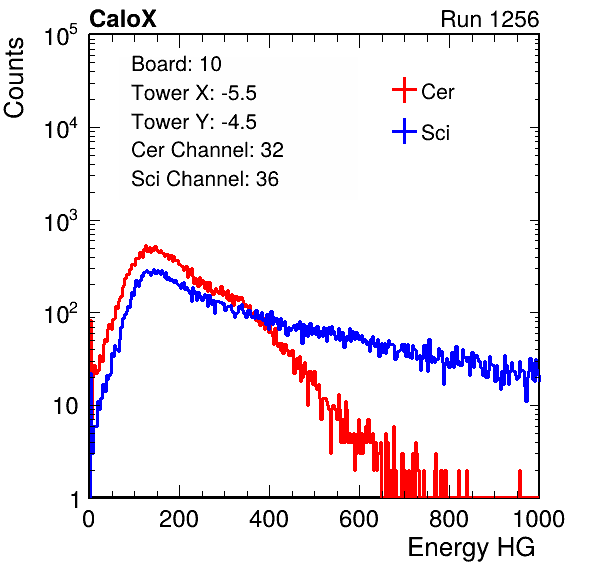 CaloX Run 1256
Counts
Board: 10
Tower X: -5.5
Tower Y: -4.5
Cer Channel: 32
Sci Channel: 36
Cer
Sci
10^5
10^4
10^3
10^2
10
1
0 200 400 600 800 1000
Energy HG